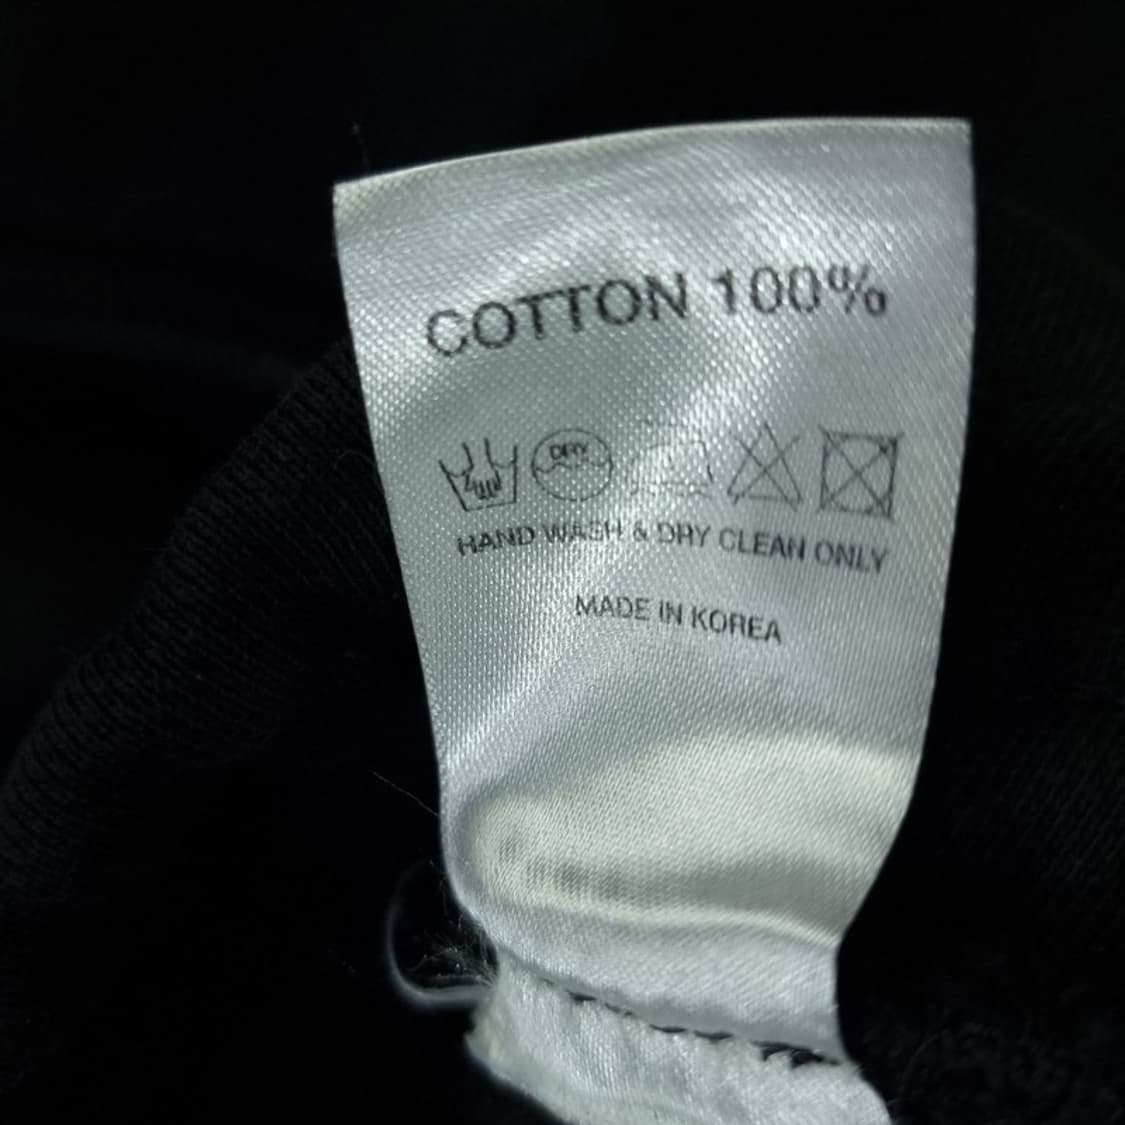 COTTON 100%
DRY
HAND WASH & DRY CLEAN ONLY
MADE IN KOREA